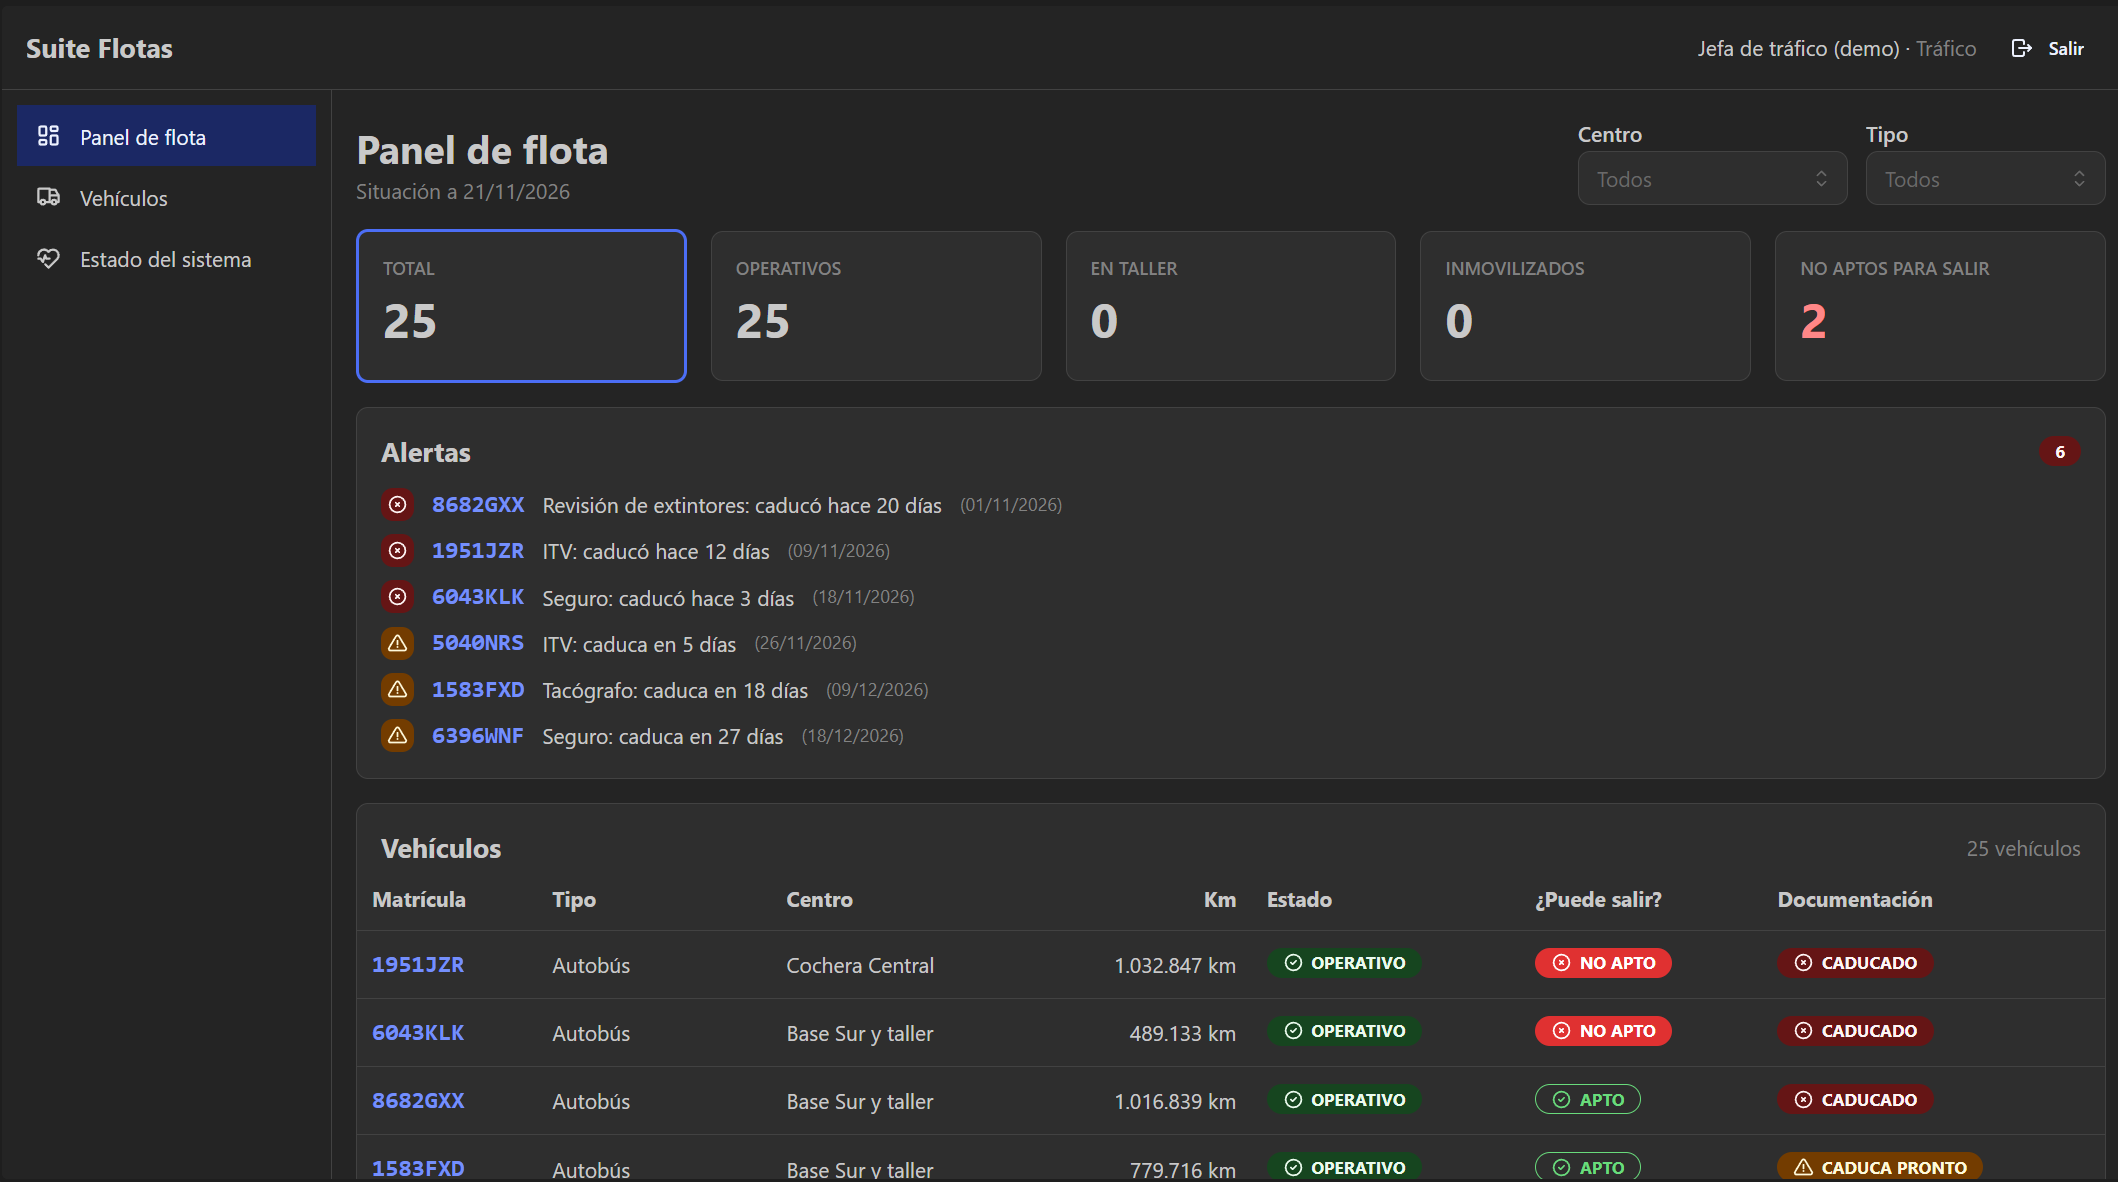 Suite Flotas
Jefa de tráfico (demo) · Tráfico
Salir
Panel de flota
Vehículos
Estado del sistema
Panel de flota
Situación a 21/11/2026
Centro
Todos
Tipo
Todos
TOTAL
25
OPERATIVOS
25
EN TALLER
0
INMOVILIZADOS
0
NO APTOS PARA SALIR
2
Alertas
6
8682GXX Revisión de extintores: caducó hace 20 días (01/11/2026)
1951JZR ITV: caducó hace 12 días (09/11/2026)
6043KLK Seguro: caducó hace 3 días (18/11/2026)
5040NRS ITV: caduca en 5 días (26/11/2026)
1583FXD Tacógrafo: caduca en 18 días (09/12/2026)
6396WNF Seguro: caduca en 27 días (18/12/2026)
Vehículos
25 vehículos
Matrícula Tipo Centro Km Estado ¿Puede salir? Documentación
1951JZR Autobús Cochera Central 1.032.847 km OPERATIVO NO APTO CADUCADO
6043KLK Autobús Base Sur y taller 489.133 km OPERATIVO NO APTO CADUCADO
8682GXX Autobús Base Sur y taller 1.016.839 km OPERATIVO APTO CADUCADO
1583FXD Autobús Base Sur y taller 779.716 km OPERATIVO APTO CADUCA PRONTO